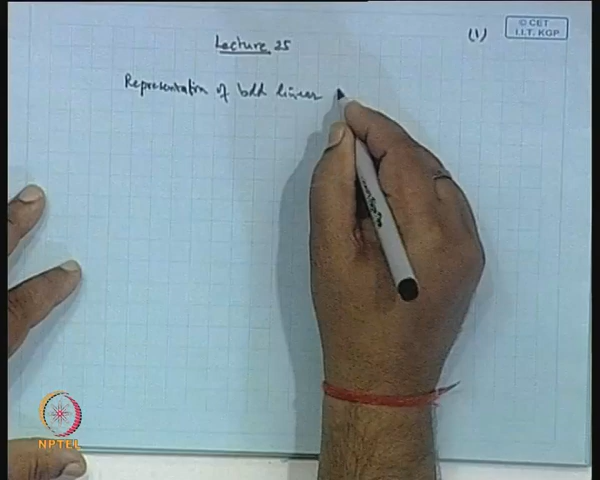 Lecture 25
(1)
© CET
I.I.T. KGP
Representation of bdd linear
NPTEL